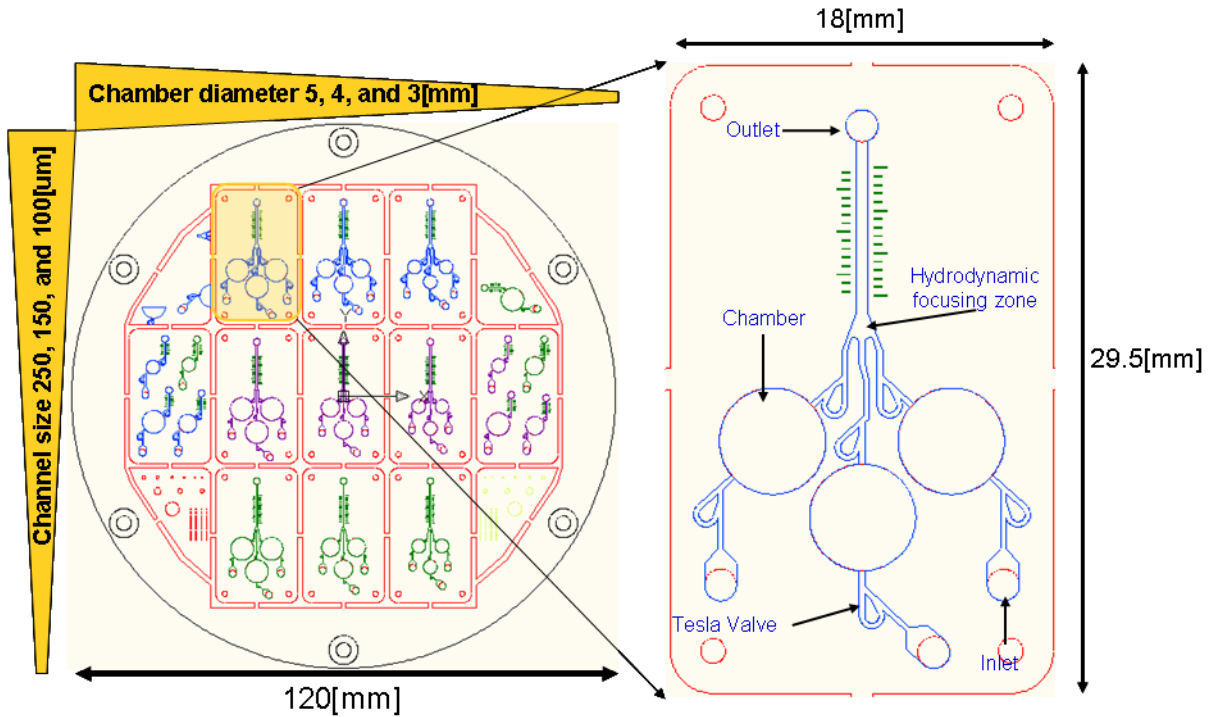 18[mm]
Chamber diameter 5, 4, and 3[mm]
Outlet
Channel size 250, 150, and 100[um]
Hydrodynamic
focusing zone
Chamber
29.5[mm]
Tesla Valve
Inlet
120[mm]